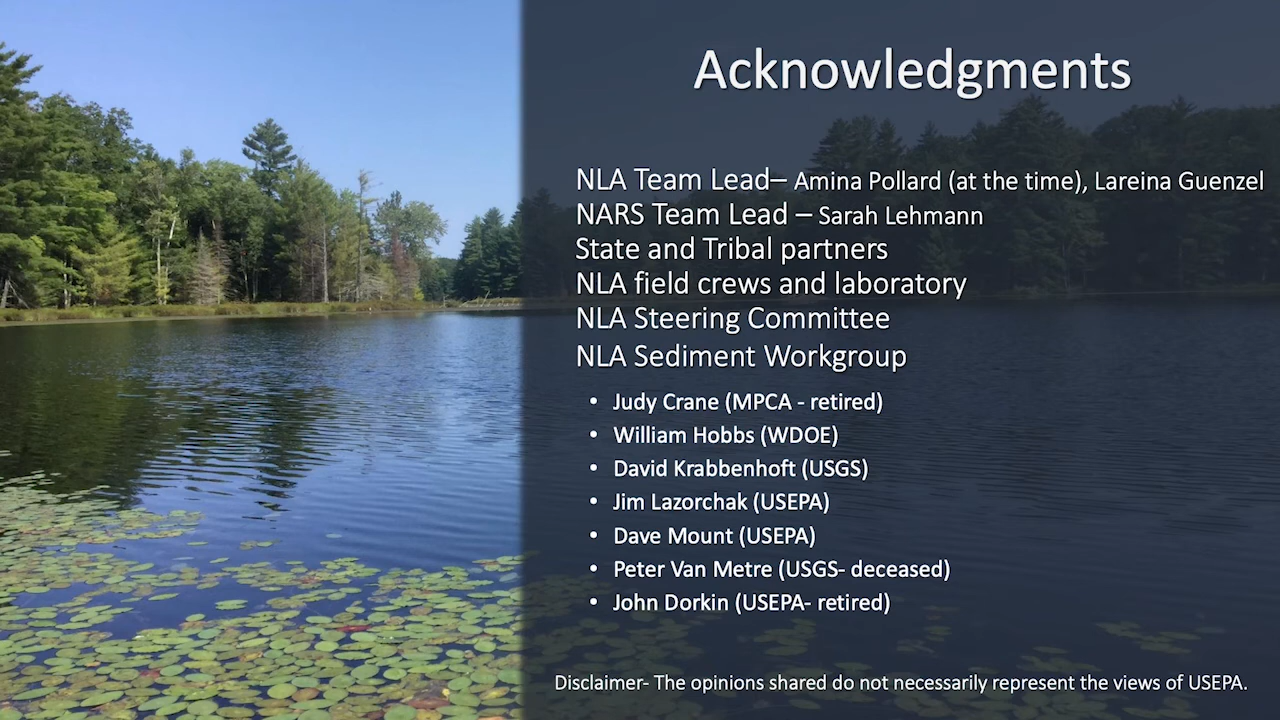 Acknowledgments
NLA Team Lead– Amina Pollard (at the time), Lareina Guenzel
NARS Team Lead – Sarah Lehmann
State and Tribal partners
NLA field crews and laboratory
NLA Steering Committee
NLA Sediment Workgroup
• Judy Crane (MPCA - retired)
• William Hobbs (WDOE)
• David Krabbenhoft (USGS)
• Jim Lazorchak (USEPA)
• Dave Mount (USEPA)
• Peter Van Metre (USGS- deceased)
• John Dorkin (USEPA- retired)
Disclaimer- The opinions shared do not necessarily represent the views of USEPA.